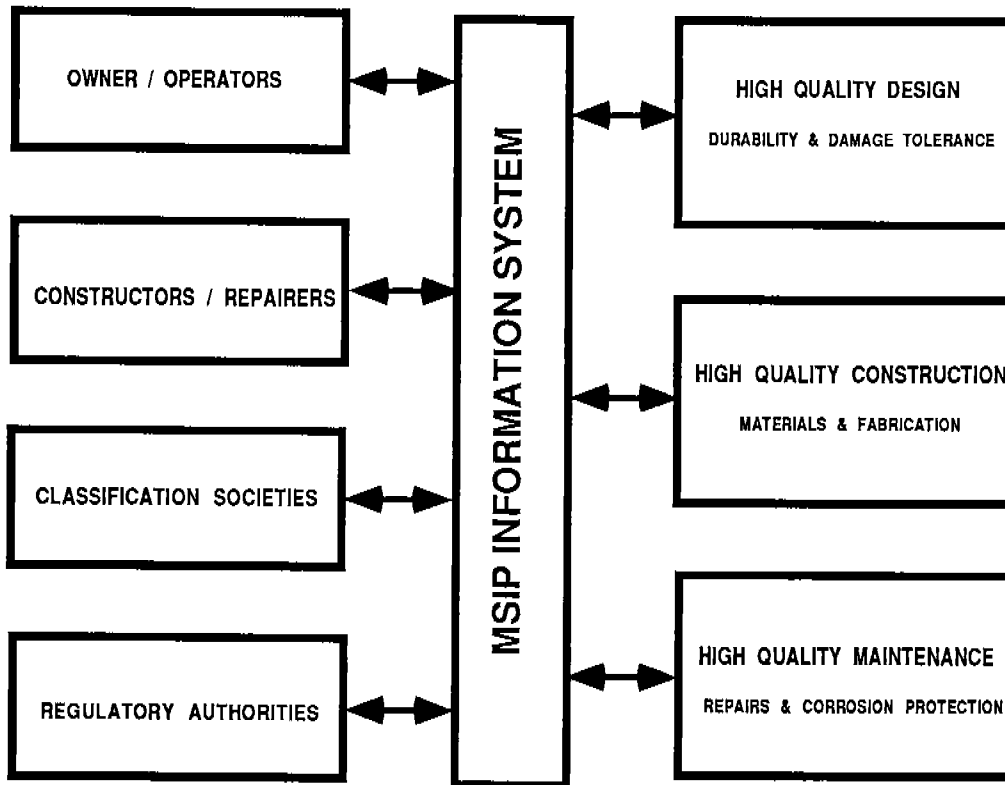 OWNER / OPERATORS
CONSTRUCTORS / REPAIRERS
CLASSIFICATION SOCIETIES
REGULATORY AUTHORITIES
MSIP INFORMATION SYSTEM
HIGH QUALITY DESIGN
DURABILITY & DAMAGE TOLERANCE
HIGH QUALITY CONSTRUCTION
MATERIALS & FABRICATION
HIGH QUALITY MAINTENANCE
REPAIRS & CORROSION PROTECTION